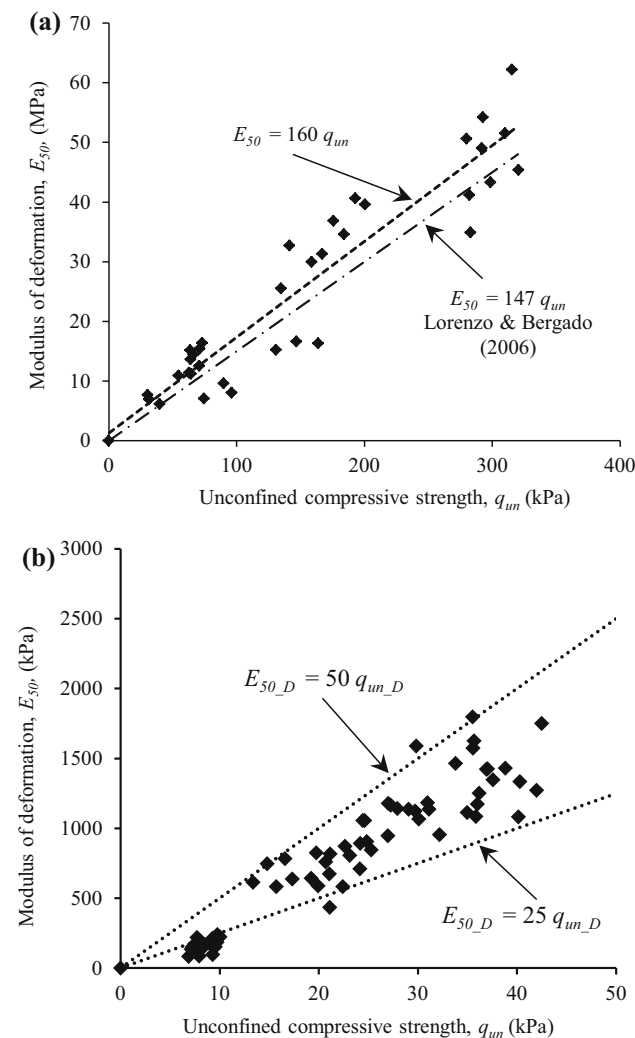 (a)
70
60
50
40
30
20
10
0
Modulus of deformation, E50, (MPa)
E50 = 160 qun
E50 = 147 qun
Lorenzo & Bergado
(2006)
0 100 200 300 400
Unconfined compressive strength, qun (kPa)
(b)
3000
2500
2000
1500
1000
500
0
Modulus of deformation, E50, (kPa)
E50_D = 50 qun_D
E50_D = 25 qun_D
0 10 20 30 40 50
Unconfined compressive strength, qun (kPa)